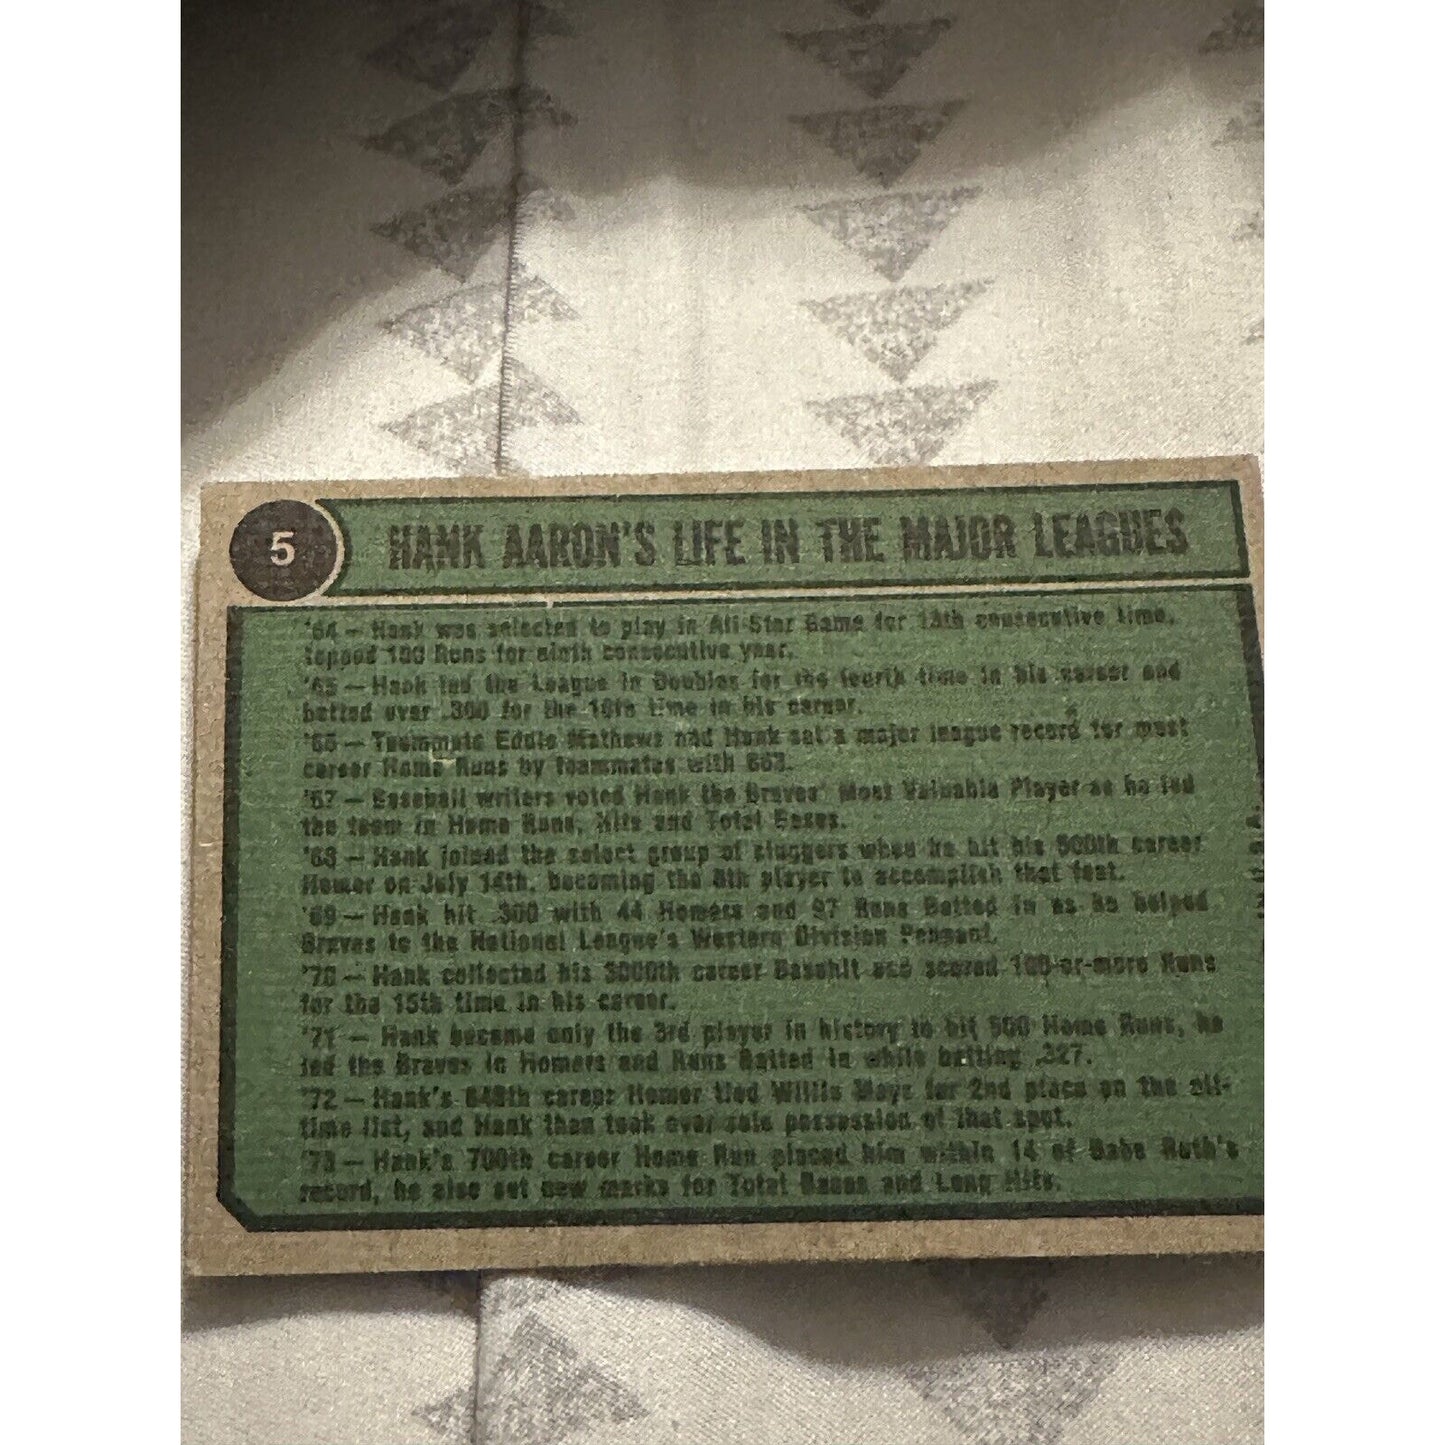 5
HANK AARON'S LIFE IN THE MAJOR LEAGUES
'64 — Hank was selected to play in All-Star Game for 13th consecutive time,
topped 100 Runs for ninth consecutive year.
'65 — Hank led the League in Doubles for the fourth time in his career and
batted over .300 for the 10th time in his career.
'66 — Teammate Eddie Mathews and Hank set a major league record for most
career Home Runs by teammates with 863.
'67 — Baseball writers voted Hank the Braves' Most Valuable Player as he led
the team in Home Runs, Hits and Total Bases.
'68 — Hank joined the select group of sluggers when he hit his 500th career
Homer on July 14th, becoming the 8th player to accomplish that feat.
'69 — Hank hit .300 with 44 Homers and 97 Runs Batted In as he helped
Braves to the National League's Western Division Pennant.
'70 — Hank collected his 3000th career Basehit and scored 100-or-more Runs
for the 15th time in his career.
'71 — Hank became only the 3rd player in history to hit 600 Home Runs, he
led the Braves in Homers and Runs Batted In while batting .327.
'72 — Hank's 648th career Homer tied Willie Mays for 2nd place on the all-
time list, and Hank then took over sole possession of that spot.
'73 — Hank's 700th career Home Run placed him within 14 of Babe Ruth's
record, he also set new marks for Total Bases and Long Hits.